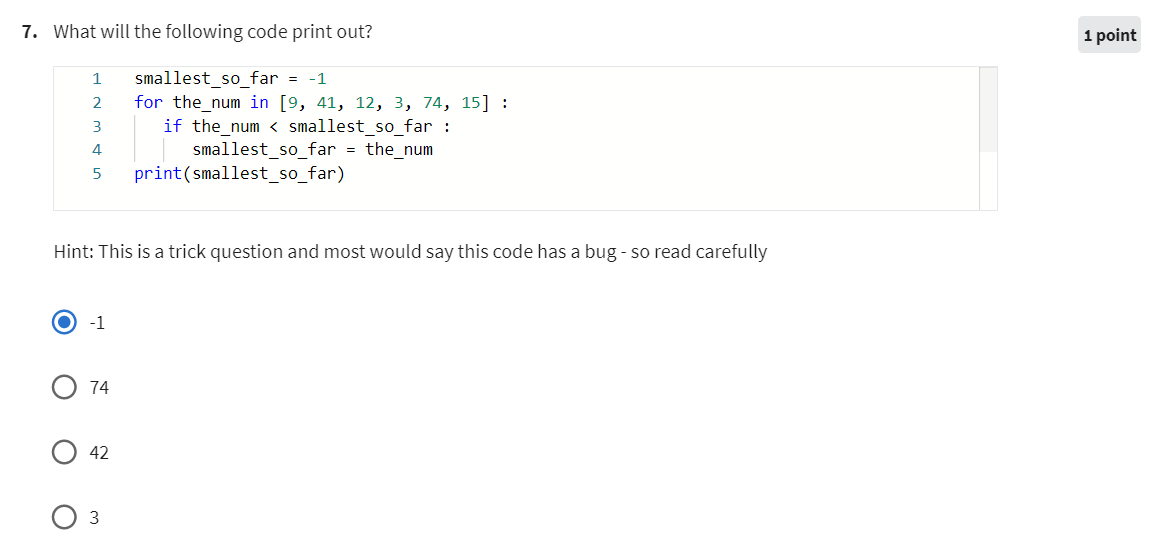 7. What will the following code print out?
1 point
1 smallest_so_far = -1
2 for the_num in [9, 41, 12, 3, 74, 15] :
3 if the_num < smallest_so_far :
4 smallest_so_far = the_num
5 print(smallest_so_far)
Hint: This is a trick question and most would say this code has a bug - so read carefully
-1
74
42
3